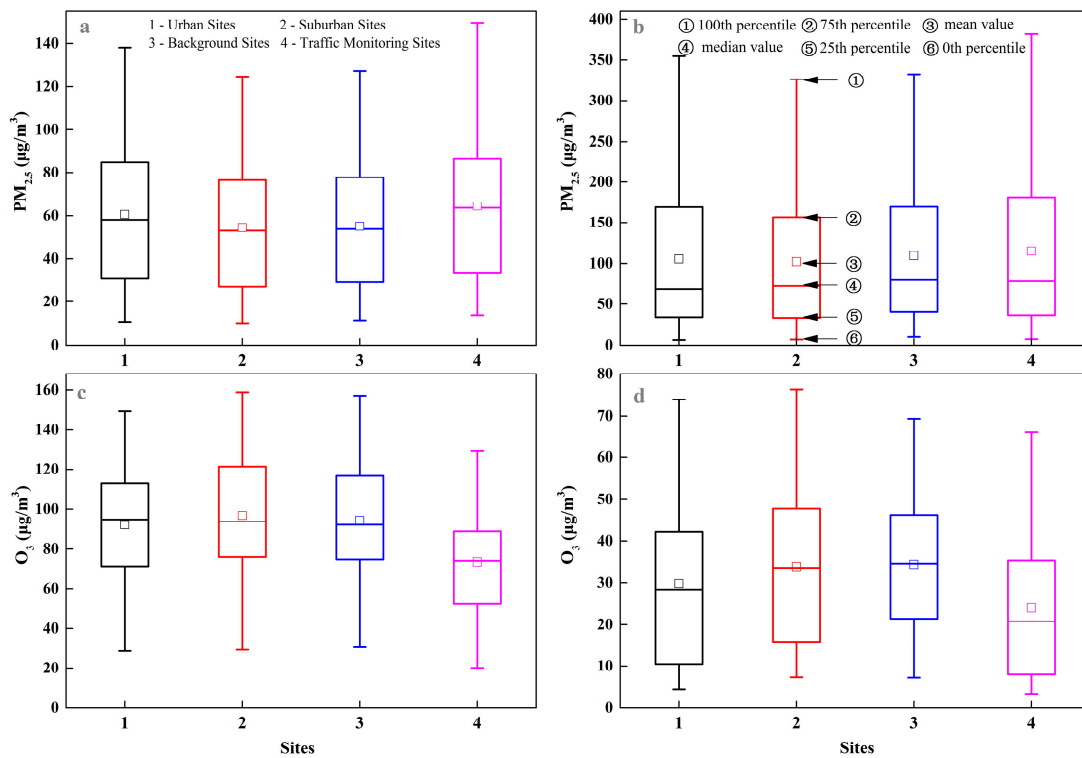 a
1 - Urban Sites 2 - Suburban Sites
3 - Background Sites 4 - Traffic Monitoring Sites
PM2.5 (μg/m³)
140
120
100
80
60
40
20
0
1 2 3 4
b
① 100th percentile ② 75th percentile ③ mean value
④ median value ⑤ 25th percentile ⑥ 0th percentile
PM2.5 (μg/m³)
400
350
300
250
200
150
100
50
0
①
②
③
④
⑤
⑥
1 2 3 4
c
O3 (μg/m³)
160
140
120
100
80
60
40
20
0
1 2 3 4
Sites
d
O3 (μg/m³)
80
70
60
50
40
30
20
10
0
1 2 3 4
Sites